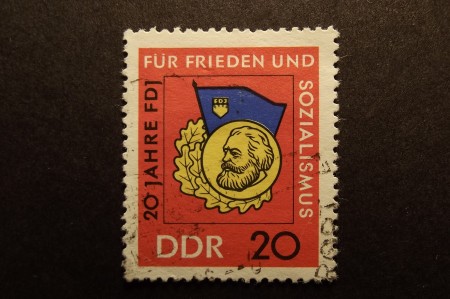 FÜR FRIEDEN UND
SOZIALISMUS
20 JAHRE FDJ
FDJ
DDR 20